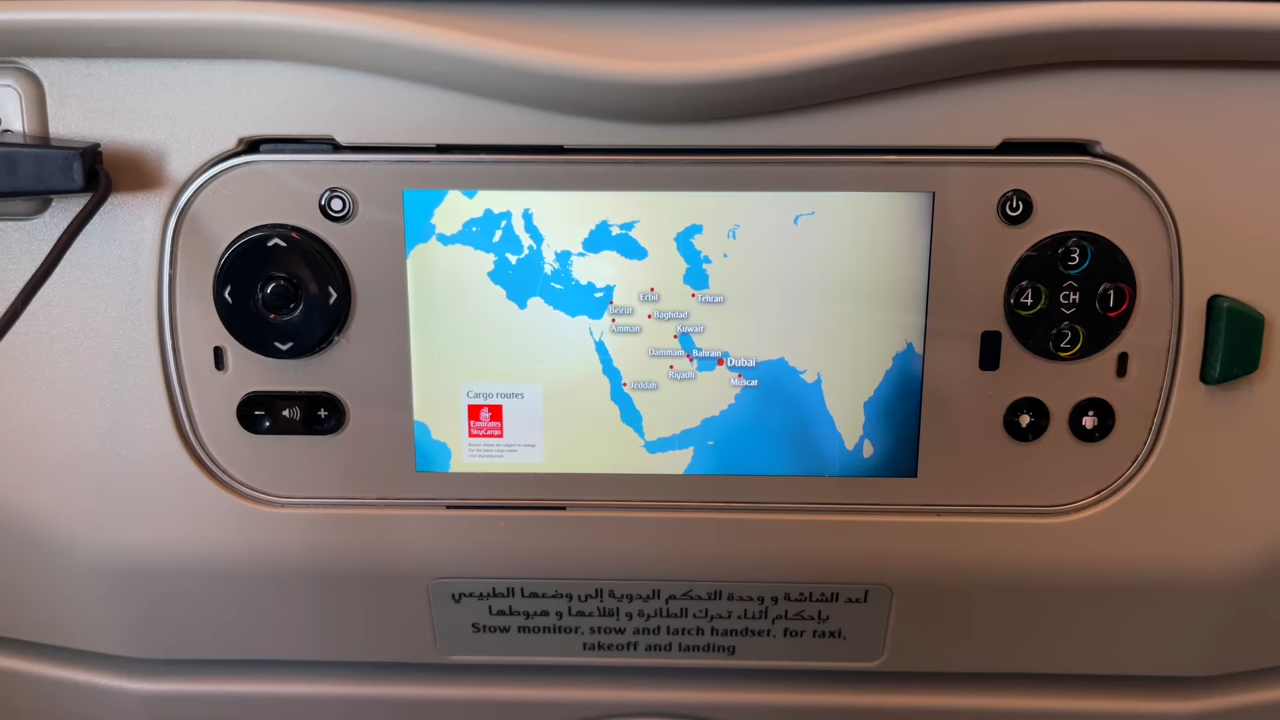 3
4
CH
1
2
Erbil
Tehran
Beirut
Baghdad
Amman
Kuwait
Dammam
Bahrain
Dubai
Riyadh
Muscat
Jeddah
Cargo routes
Emirates
SkyCargo
- +
أعد الشاشة و وحدة التحكم اليدوية إلى وضعها الطبيعي
بإحكام أثناء تحرك الطائرة و إقلاعها و هبوطها
Stow monitor, stow and latch handset, for taxi,
takeoff and landing